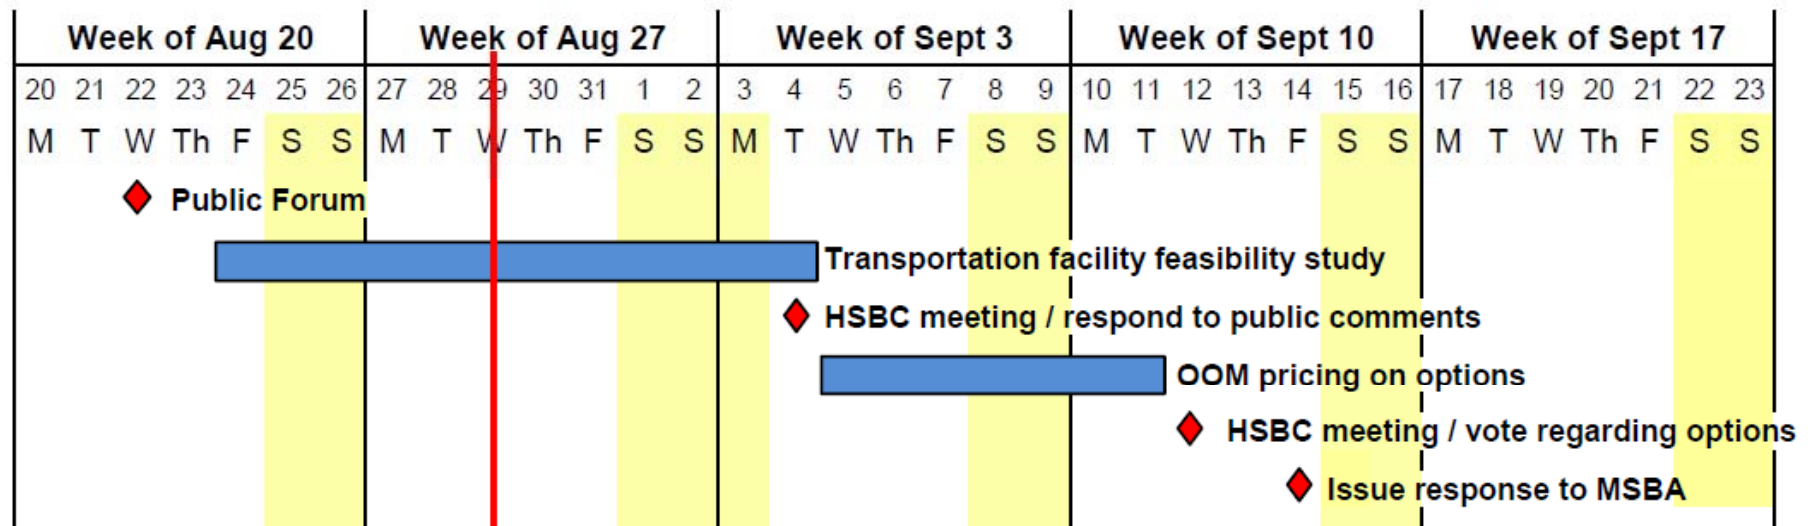 Week of Aug 20 Week of Aug 27 Week of Sept 3 Week of Sept 10 Week of Sept 17
20 21 22 23 24 25 26 27 28 29 30 31 1 2 3 4 5 6 7 8 9 10 11 12 13 14 15 16 17 18 19 20 21 22 23
M T W Th F S S M T W Th F S S M T W Th F S S M T W Th F S S M T W Th F S S
Public Forum
Transportation facility feasibility study
HSBC meeting / respond to public comments
OOM pricing on options
HSBC meeting / vote regarding options
Issue response to MSBA